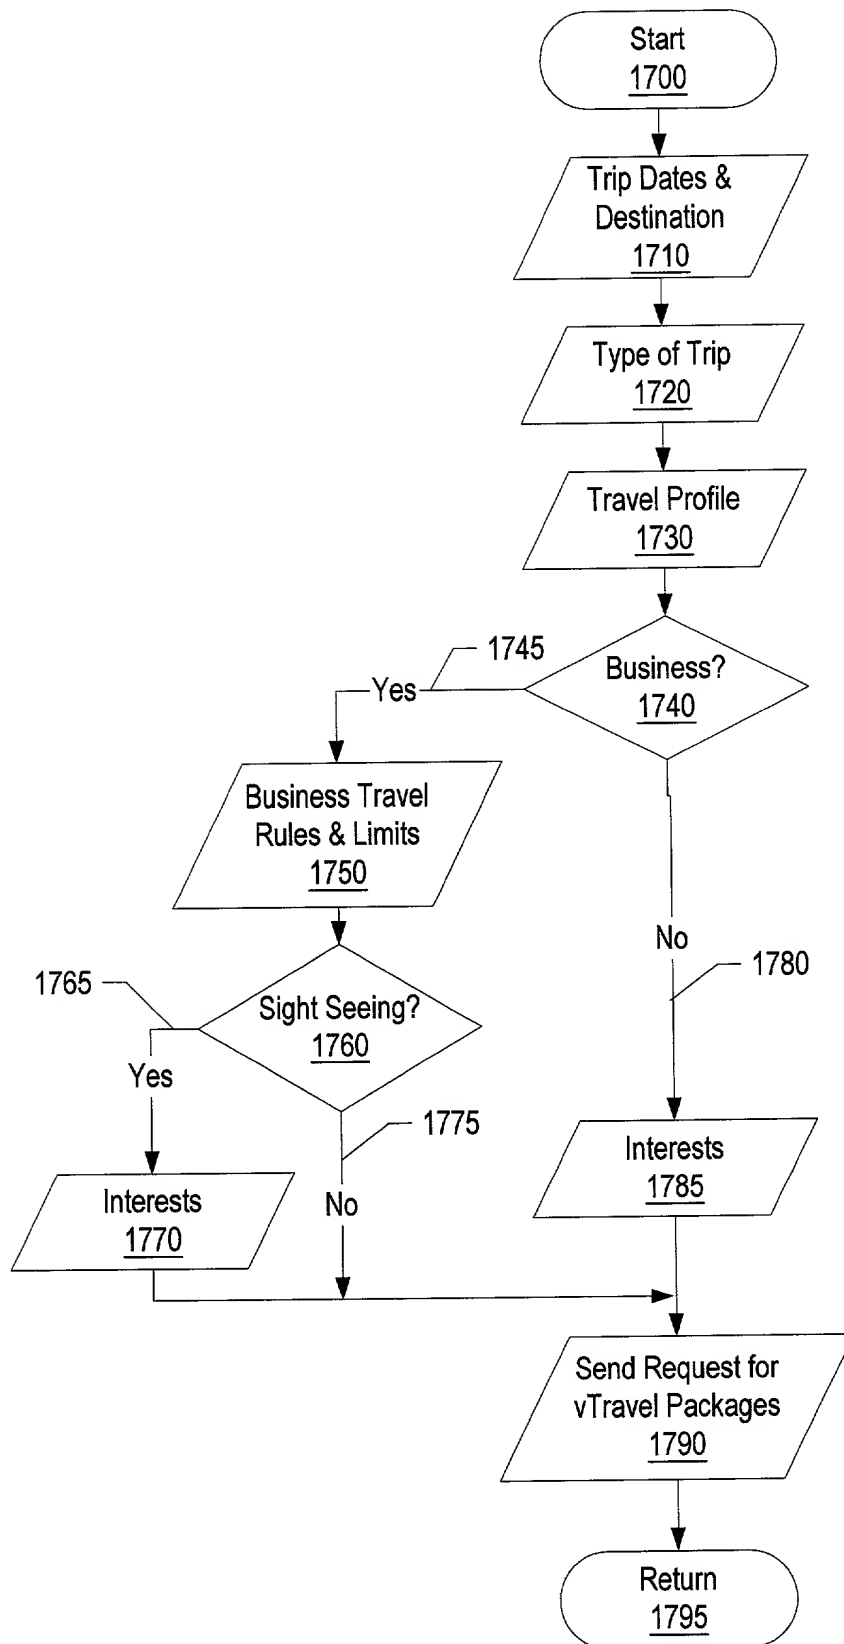 Start
1700
Trip Dates &
Destination
1710
Type of Trip
1720
Travel Profile
1730
Business?
1740
1745
Yes
Business Travel
Rules & Limits
1750
No
1780
Sight Seeing?
1760
1765
Yes
1775
No
Interests
1770
Interests
1785
Send Request for
vTravel Packages
1790
Return
1795